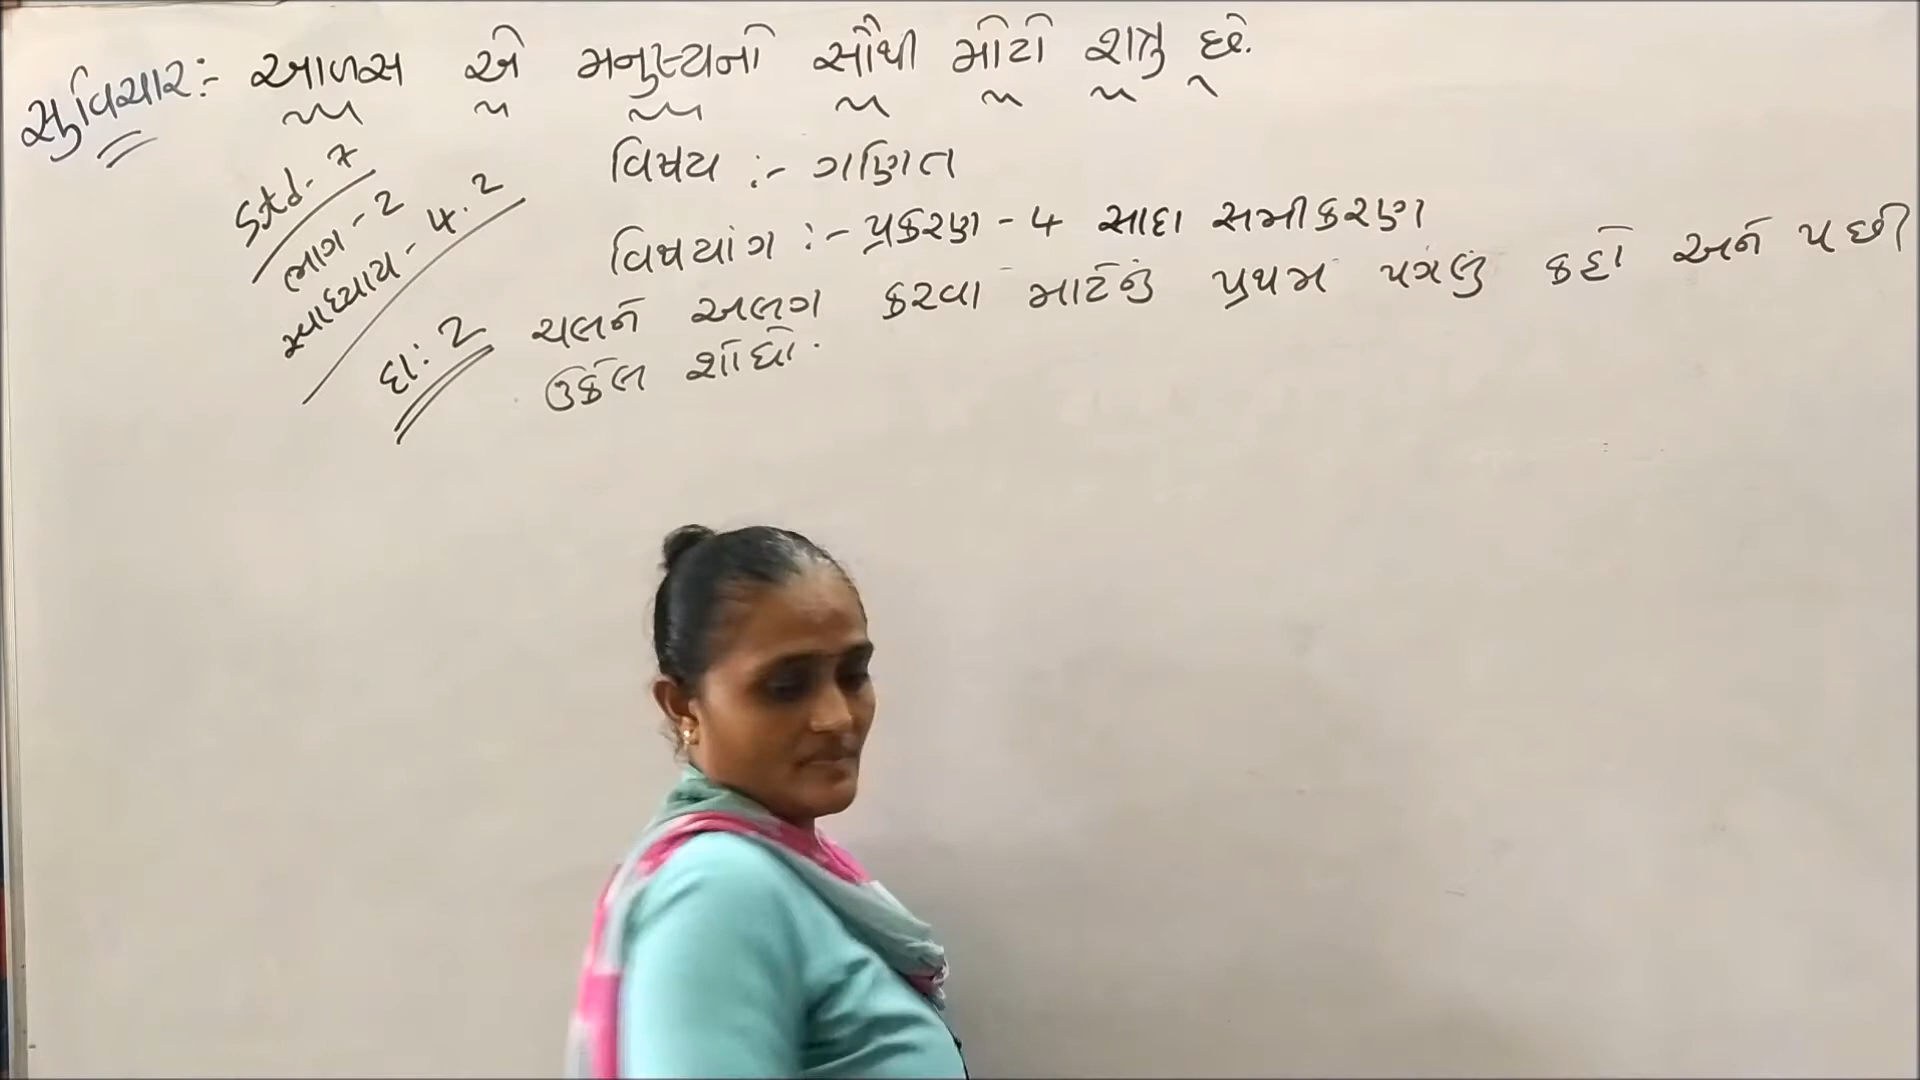 સુવિચાર:- આળસ એ મનુષ્યનો સૌથી મોટો શત્રુ છે.
Std- 7
ભાગ - 2
સ્વાધ્યાય - 4.2
વિષય :- ગણિત
વિષયાંગ :- પ્રકરણ - 4 સાદા સમીકરણ
દા: 2 ચલને અલગ કરવા માટેનું પ્રથમ પગલું કહો અને પછી
ઉકેલ શોધો.